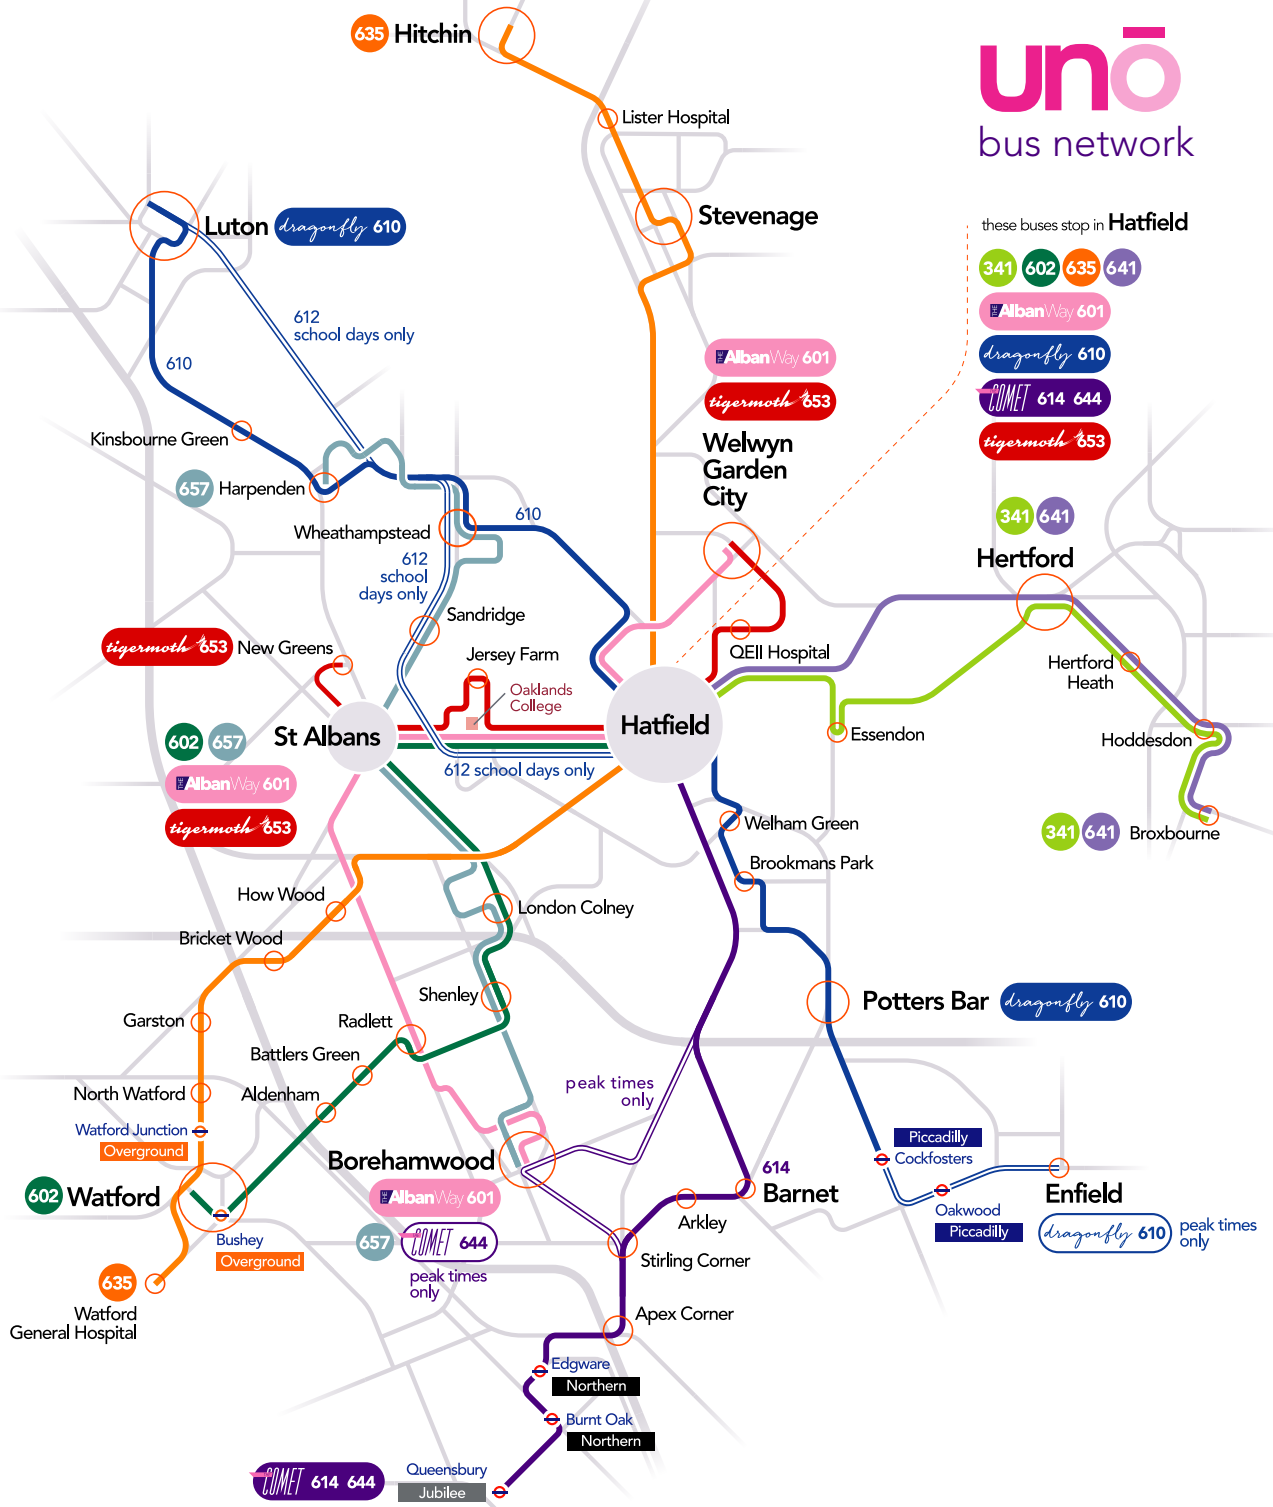 635 Hitchin
unō
bus network
Lister Hospital
Stevenage
Luton dragonfly 610
these buses stop in Hatfield
341 602 635 641
THE AlbanWay 601
dragonfly 610
COMET 614 644
tigermoth 653
612
school days only
610
THE AlbanWay 601
tigermoth 653
Welwyn
Garden
City
Kinsbourne Green
657 Harpenden
Wheathampstead
610
612
school
days only
341 641
Hertford
Sandridge
tigermoth 653 New Greens
Jersey Farm
Oaklands
College
QEII Hospital
Hertford
Heath
602 657
St Albans
Hatfield
Essendon
Hoddesdon
THE AlbanWay 601
612 school days only
tigermoth 653
Welham Green
341 641 Broxbourne
Brookmans Park
How Wood
London Colney
Bricket Wood
Shenley
Potters Bar dragonfly 610
Garston
Radlett
Battlers Green
North Watford
Aldenham
peak times
only
Watford Junction
Overground
Piccadilly
Cockfosters
Borehamwood
614
Barnet
602 Watford
THE AlbanWay 601
Enfield
Arkley
Oakwood
Piccadilly
dragonfly 610 peak times
only
Bushey
Overground
657 COMET 644
peak times
only
Stirling Corner
635
Watford
General Hospital
Apex Corner
Edgware
Northern
Burnt Oak
Northern
COMET 614 644
Queensbury
Jubilee